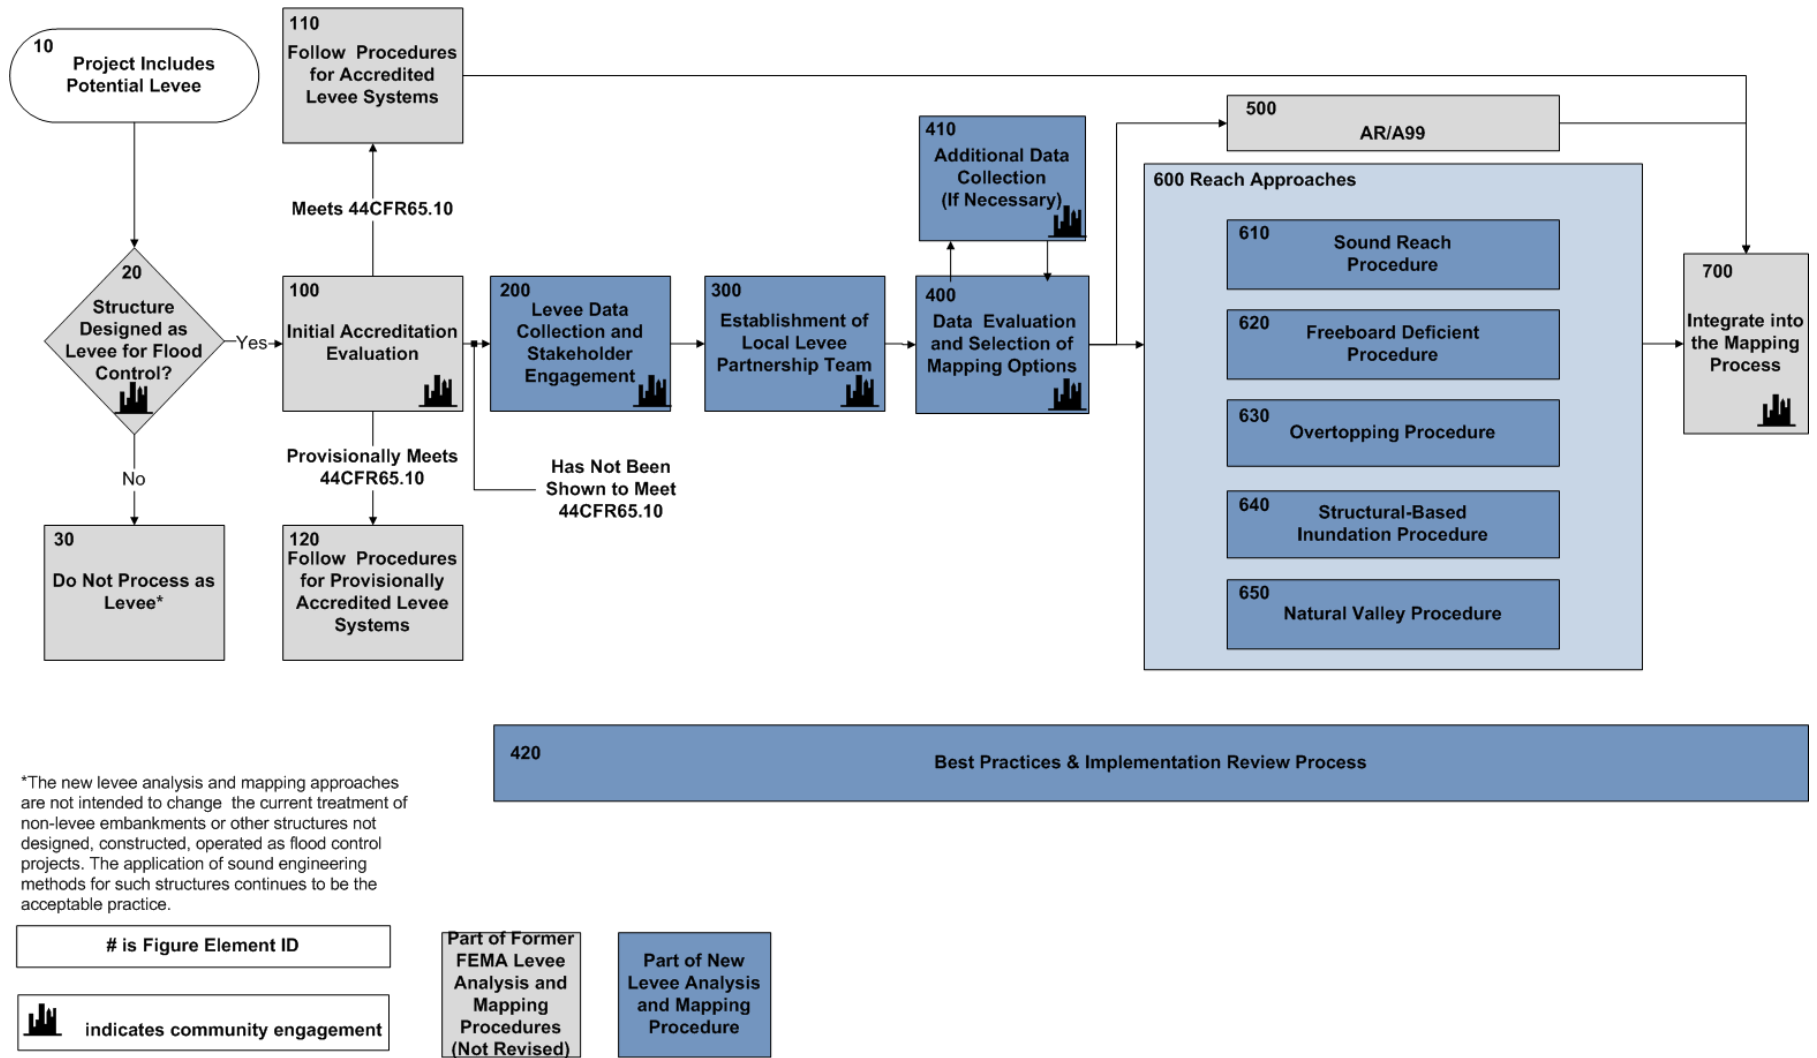 10
Project Includes
Potential Levee
20
Structure
Designed as
Levee for Flood
Control?
Yes
No
30
Do Not Process as
Levee*
110
Follow Procedures
for Accredited
Levee Systems
Meets 44CFR65.10
100
Initial Accreditation
Evaluation
Provisionally Meets
44CFR65.10
120
Follow Procedures
for Provisionally
Accredited Levee
Systems
Has Not Been
Shown to Meet
44CFR65.10
200
Levee Data
Collection and
Stakeholder
Engagement
300
Establishment of
Local Levee
Partnership Team
410
Additional Data
Collection
(If Necessary)
400
Data Evaluation
and Selection of
Mapping Options
500
AR/A99
600 Reach Approaches
610
Sound Reach
Procedure
620
Freeboard Deficient
Procedure
630
Overtopping Procedure
640
Structural-Based
Inundation Procedure
650
Natural Valley Procedure
700
Integrate into
the Mapping
Process
420
Best Practices & Implementation Review Process
*The new levee analysis and mapping approaches
are not intended to change the current treatment of
non-levee embankments or other structures not
designed, constructed, operated as flood control
projects. The application of sound engineering
methods for such structures continues to be the
acceptable practice.
# is Figure Element ID
indicates community engagement
Part of Former
FEMA Levee
Analysis and
Mapping
Procedures
(Not Revised)
Part of New
Levee Analysis
and Mapping
Procedure